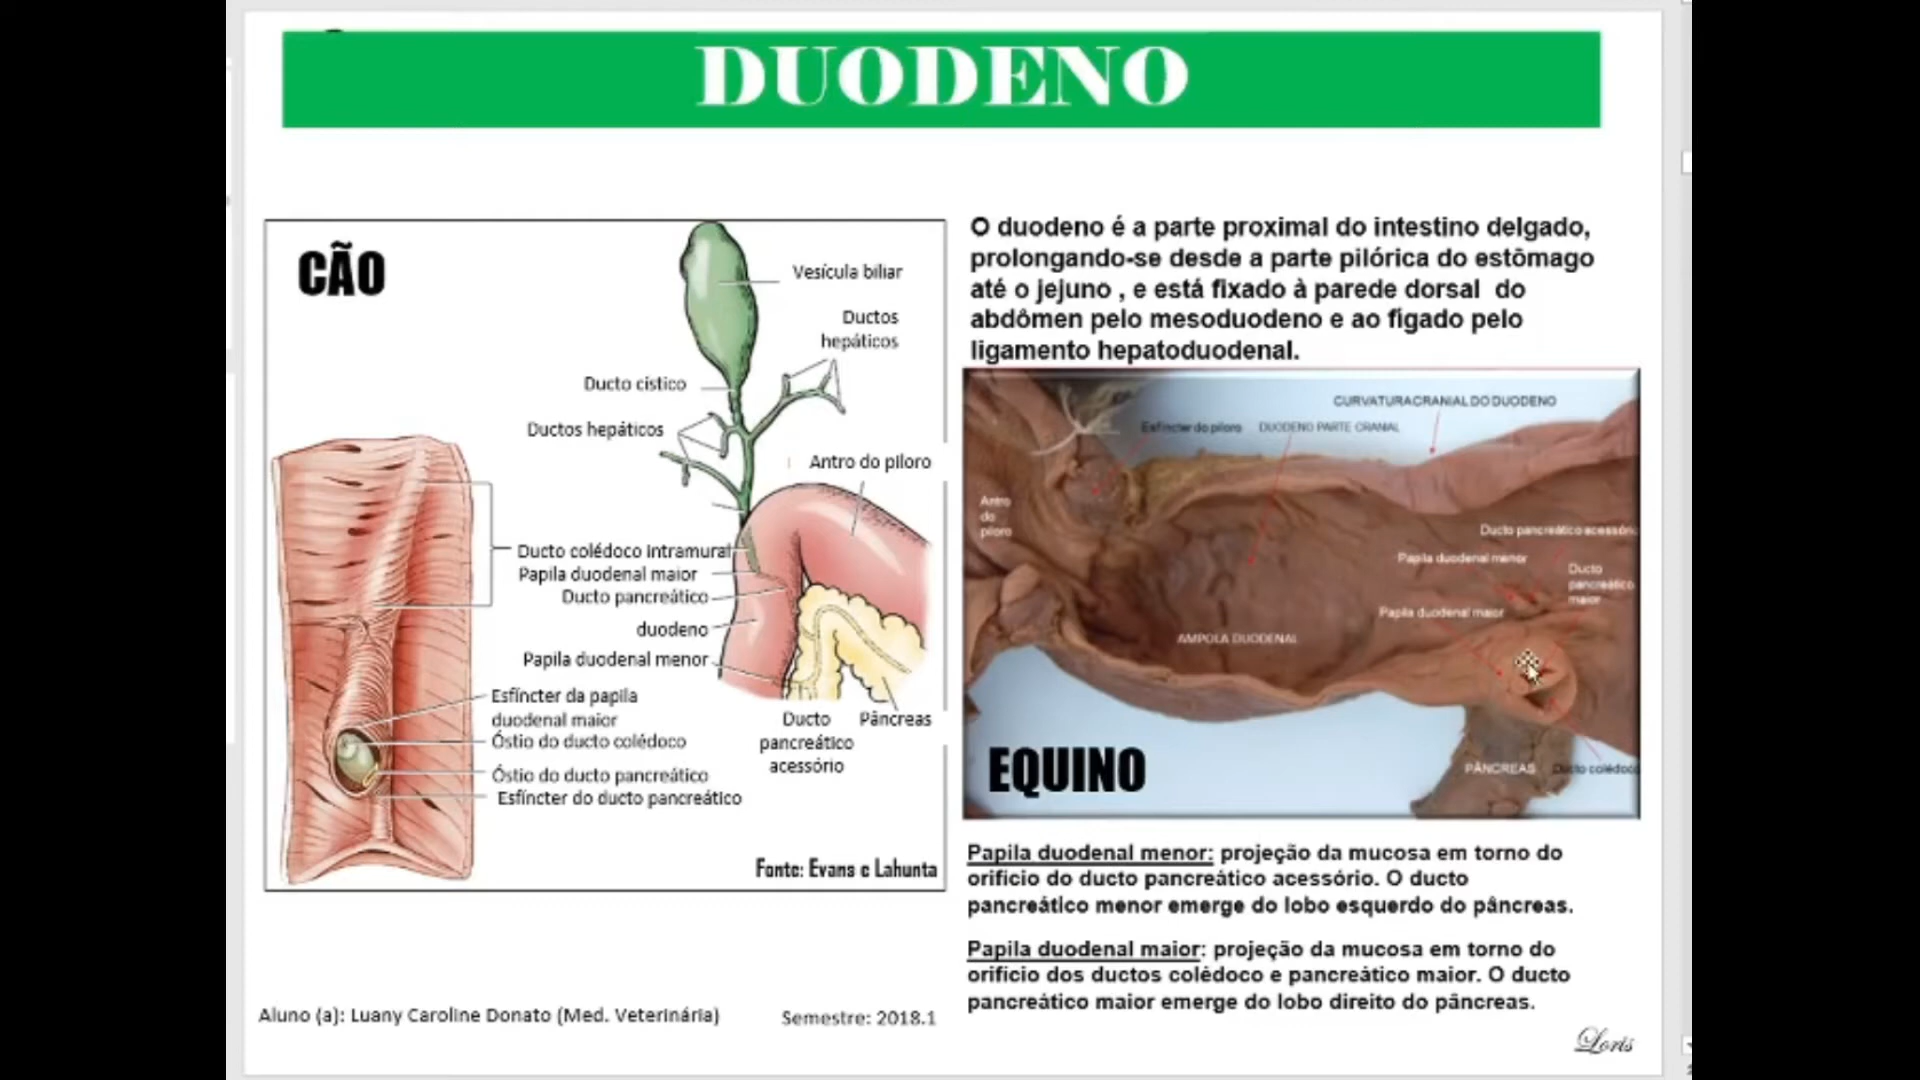 DUODENO
CÃO
Vesícula biliar
Ductos
hepáticos
Ducto cístico
Ductos hepáticos
Antro do piloro
Ducto colédoco Intramural
Papila duodenal maior
Ducto pancreático
duodeno
Papila duodenal menor
Esfíncter da papila
duodenal maior
Óstio do ducto colédoco
Óstio do ducto pancreático
Esfíncter do ducto pancreático
Ducto
pancreático
acessório
Pâncreas
Fonte: Evans e Lahunta
O duodeno é a parte proximal do intestino delgado,
prolongando-se desde a parte pilórica do estômago
até o jejuno , e está fixado à parede dorsal do
abdômen pelo mesoduodeno e ao fígado pelo
ligamento hepatoduodenal.
CURVATURA CRANIAL DO DUODENO
Esfíncter do piloro
DUODENO PARTE CRANIAL
Antro
do
piloro
Ducto pancreático acessório
Papila duodenal menor
Ducto
pancreático
maior
Papila duodenal maior
AMPOLA DUODENAL
EQUINO
PÂNCREAS
Ducto colédoco
Papila duodenal menor: projeção da mucosa em torno do
orifício do ducto pancreático acessório. O ducto
pancreático menor emerge do lobo esquerdo do pâncreas.
Papila duodenal maior: projeção da mucosa em torno do
orifício dos ductos colédoco e pancreático maior. O ducto
pancreático maior emerge do lobo direito do pâncreas.
Aluno (a): Luany Caroline Donato (Med. Veterinária)
Semestre: 2018.1
Loris